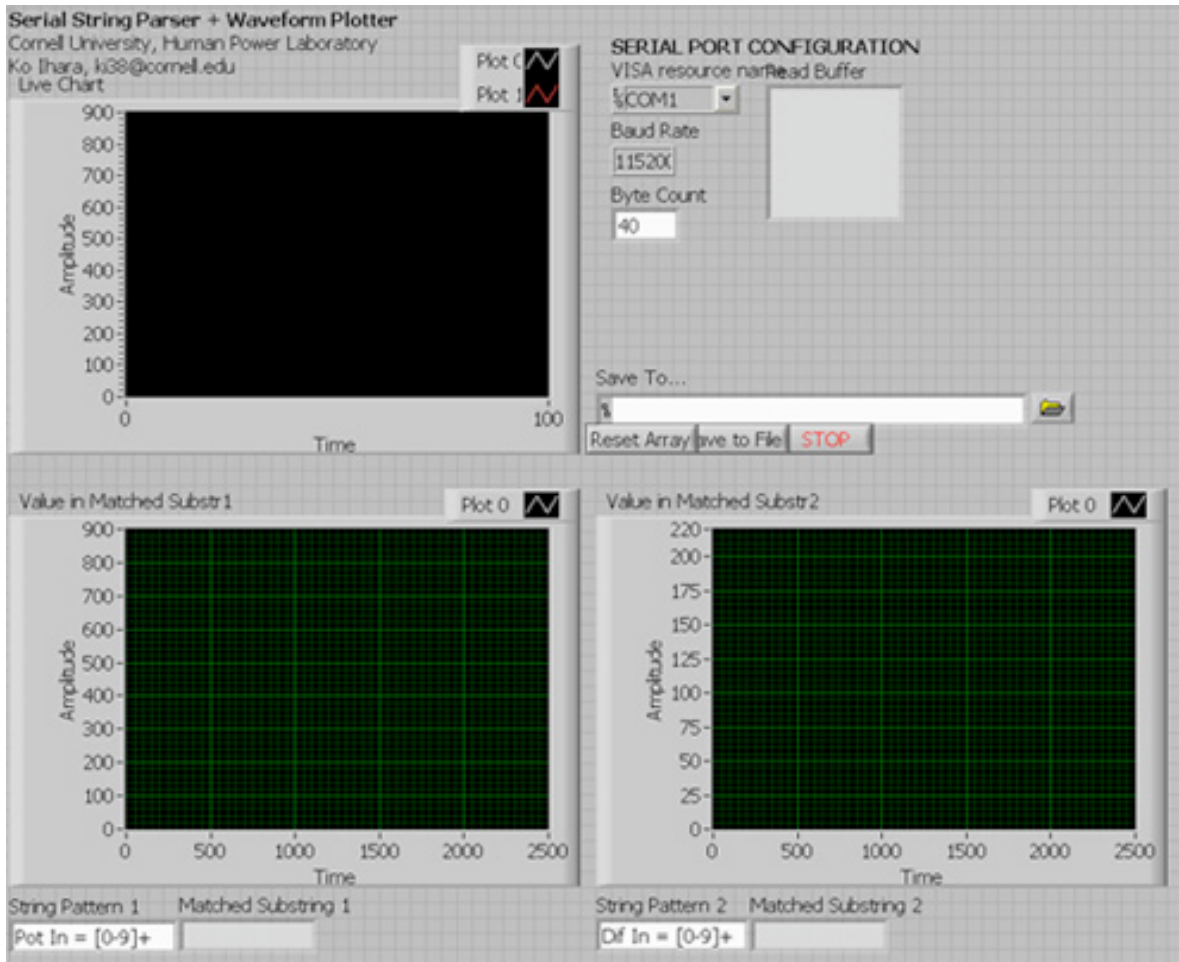 Serial String Parser + Waveform Plotter
Cornell University, Human Power Laboratory
Ko Ihara, ki38@cornell.edu
Live Chart
Plot 0
Plot 1
900
800
700
600
500
400
300
200
100
0
Amplitude
0 100
Time
SERIAL PORT CONFIGURATION
VISA resource name
Read Buffer
COM1
Baud Rate
11520
Byte Count
40
Save To...
Reset Array
ave to File
STOP
Value in Matched Substr1
Plot 0
900
800
700
600
500
400
300
200
100
0
Amplitude
0 500 1000 1500 2000 2500
Time
String Pattern 1 Matched Substring 1
Pot In = [0-9]+
Value in Matched Substr2
Plot 0
220
200
175
150
125
100
75
50
25
0
Amplitude
0 500 1000 1500 2000 2500
Time
String Pattern 2 Matched Substring 2
Dif In = [0-9]+